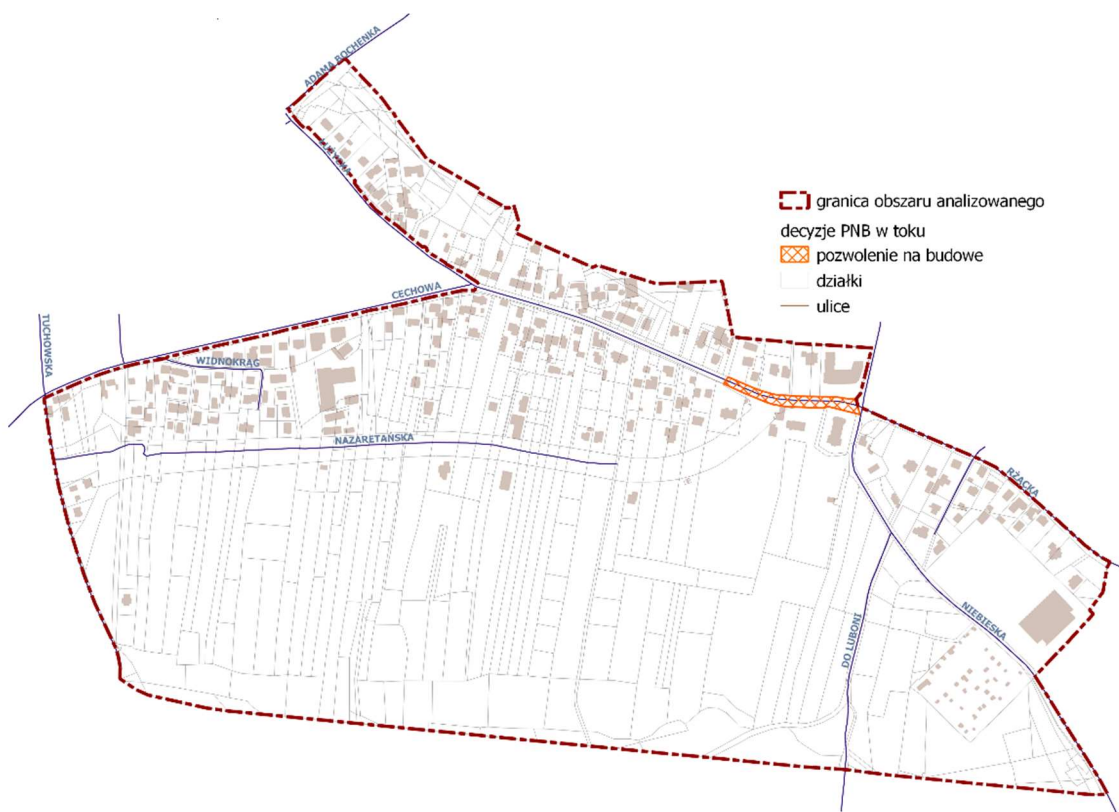 ADAMA BOCHENKA
granica obszaru analizowanego
decyzje PNB w toku
pozwolenie na budowe
działki
ulice
CECHOWA
TUCHOWSKA
WIDNOKRĄG
NAZARETAŃSKA
RŻĄCKA
NIEBIESKA
DO LUBONI